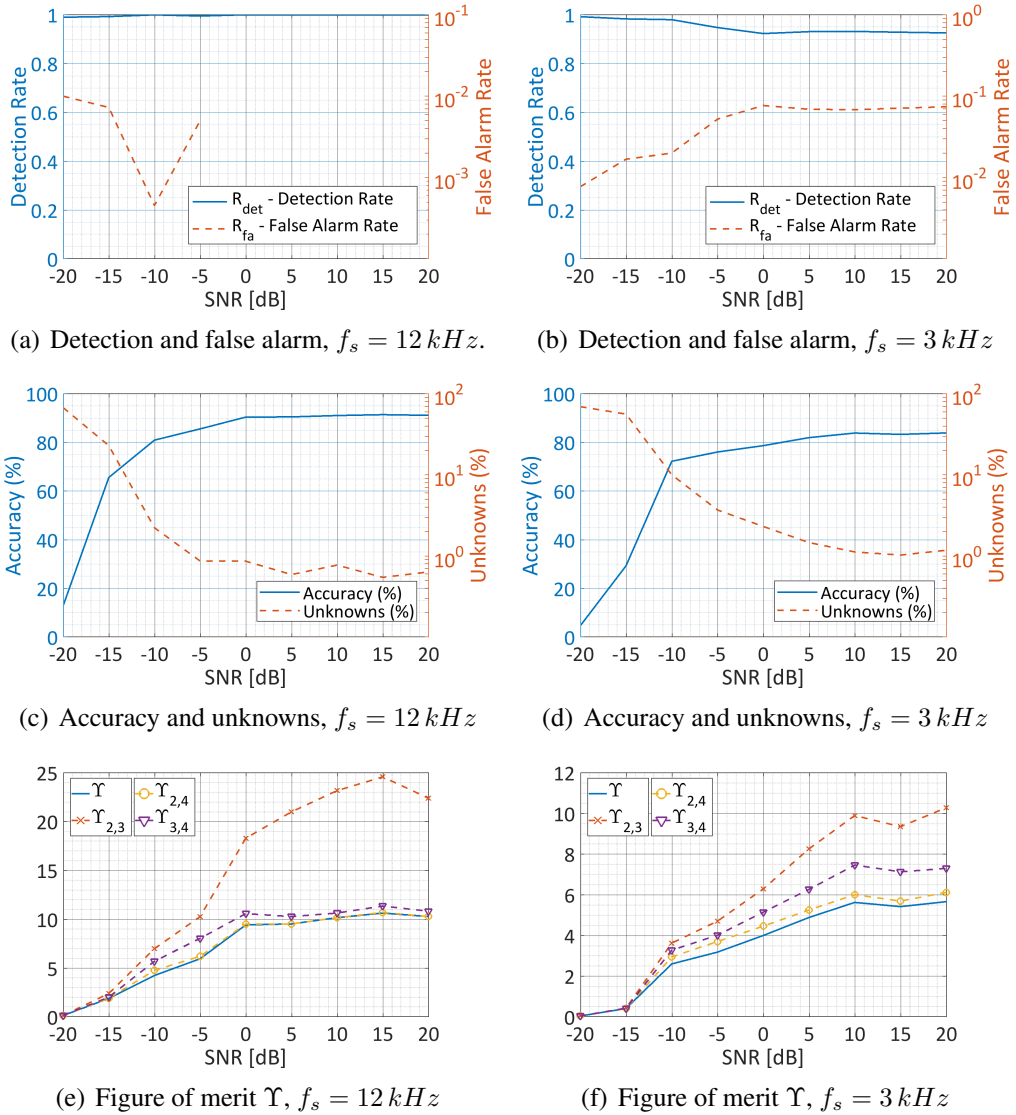 Detection Rate
1
0.8
0.6
0.4
0.2
0
10^-1
10^-2
10^-3
False Alarm Rate
R_det - Detection Rate
R_fa - False Alarm Rate
-20 -15 -10 -5 0 5 10 15 20
SNR [dB]
(a) Detection and false alarm, f_s = 12 kHz.
Detection Rate
1
0.8
0.6
0.4
0.2
0
10^0
10^-1
10^-2
False Alarm Rate
R_det - Detection Rate
R_fa - False Alarm Rate
-20 -15 -10 -5 0 5 10 15 20
SNR [dB]
(b) Detection and false alarm, f_s = 3 kHz
Accuracy (%)
100
80
60
40
20
0
10^2
10^1
10^0
Unknowns (%)
Accuracy (%)
Unknowns (%)
-20 -15 -10 -5 0 5 10 15 20
SNR [dB]
(c) Accuracy and unknowns, f_s = 12 kHz
Accuracy (%)
100
80
60
40
20
0
10^2
10^1
10^0
Unknowns (%)
Accuracy (%)
Unknowns (%)
-20 -15 -10 -5 0 5 10 15 20
SNR [dB]
(d) Accuracy and unknowns, f_s = 3 kHz
25
20
15
10
5
0
ϒ ϒ_2,4
ϒ_2,3 ϒ_3,4
-20 -15 -10 -5 0 5 10 15 20
SNR [dB]
(e) Figure of merit ϒ, f_s = 12 kHz
12
10
8
6
4
2
0
ϒ ϒ_2,4
ϒ_2,3 ϒ_3,4
-20 -15 -10 -5 0 5 10 15 20
SNR [dB]
(f) Figure of merit ϒ, f_s = 3 kHz